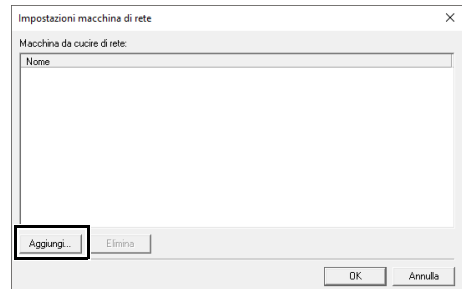 Impostazioni macchina di rete
Macchina da cucire di rete:
Nome
Aggiungi... Elimina
OK Annulla